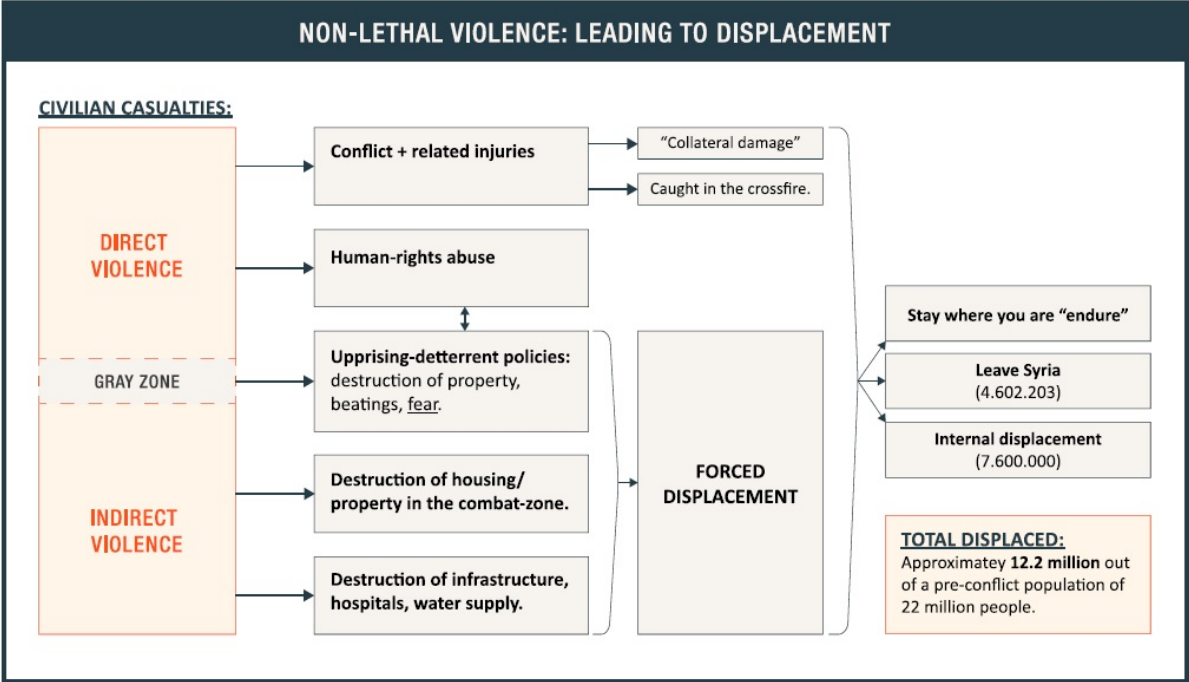 NON-LETHAL VIOLENCE: LEADING TO DISPLACEMENT
CIVILIAN CASUALTIES:
DIRECT
VIOLENCE
GRAY ZONE
INDIRECT
VIOLENCE
Conflict + related injuries
Human-rights abuse
Upprising-detterrent policies:
destruction of property,
beatings, fear.
Destruction of housing/
property in the combat-zone.
Destruction of infrastructure,
hospitals, water supply.
“Collateral damage”
Caught in the crossfire.
FORCED
DISPLACEMENT
Stay where you are “endure”
Leave Syria
(4.602.203)
Internal displacement
(7.600.000)
TOTAL DISPLACED:
Approximatey 12.2 million out
of a pre-conflict population of
22 million people.